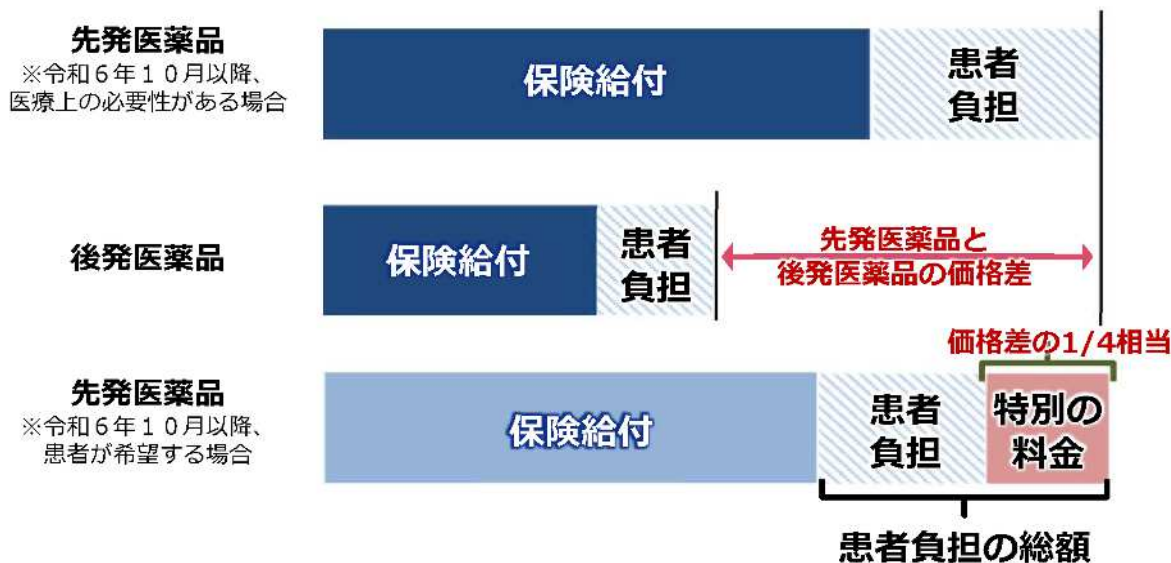 先発医薬品
※令和６年１０月以降、
医療上の必要性がある場合
保険給付
患者
負担
後発医薬品
保険給付
患者
負担
先発医薬品と
後発医薬品の価格差
価格差の1/4相当
先発医薬品
※令和６年１０月以降、
患者が希望する場合
保険給付
患者
負担
特別の
料金
患者負担の総額